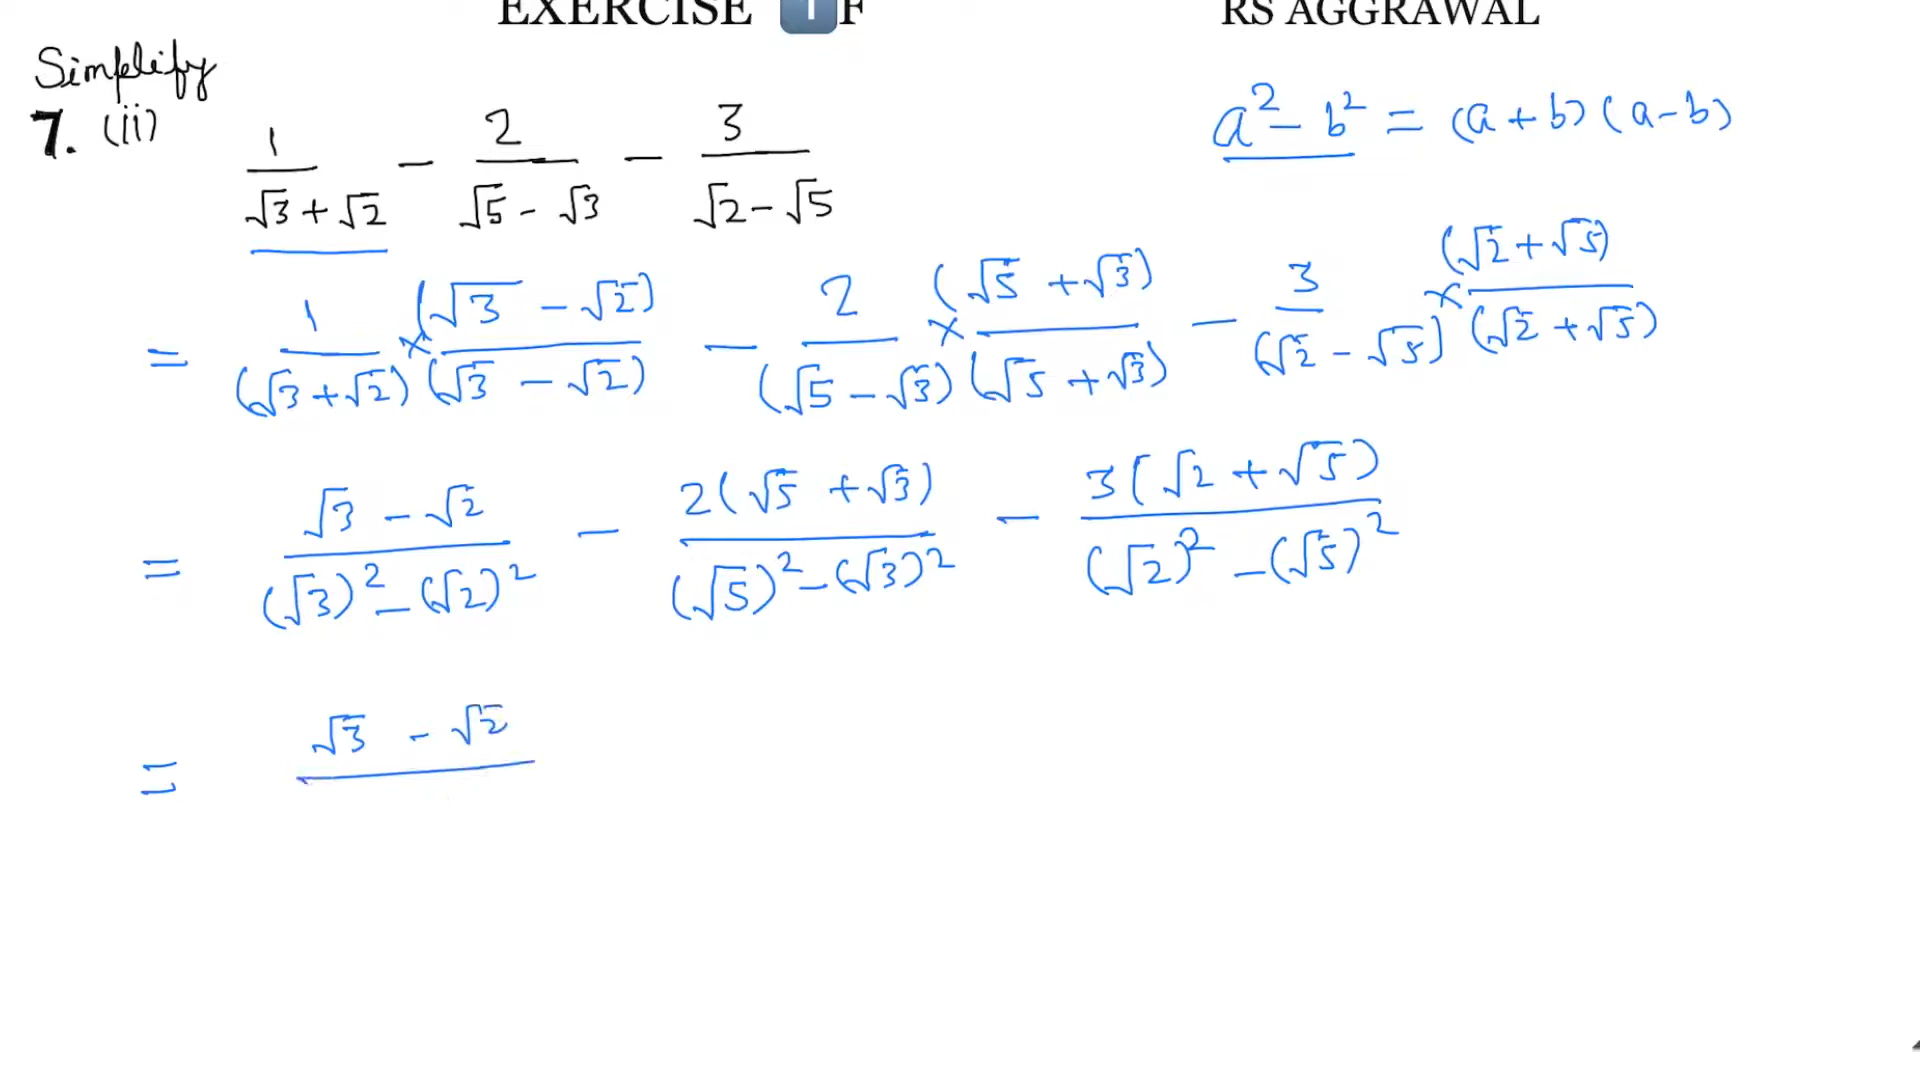 EXERCISE 1 F RS AGGRAWAL
Simplify
7. (ii) 1/(√3+√2) - 2/(√5-√3) - 3/(√2-√5)
a² - b² = (a+b)(a-b)
= 1/(√3+√2) × (√3-√2)/(√3-√2) - 2/(√5-√3) × (√5+√3)/(√5+√3) - 3/(√2-√5) × (√2+√5)/(√2+√5)
= (√3-√2)/((√3)²-(√2)²) - 2(√5+√3)/((√5)²-(√3)²) - 3(√2+√5)/((√2)²-(√5)²)
= √3 - √2